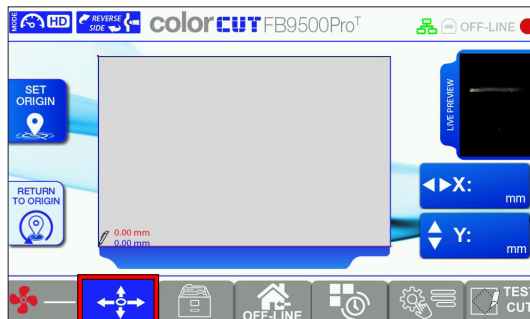 MODE
HD
REVERSE
SIDE
colorcut FB9500Pro T
OFF-LINE
SET
ORIGIN
LIVE PREVIEW
RETURN
TO ORIGIN
X:
mm
0.00 mm
0.00 mm
Y:
mm
OFF-LINE
TEST
CUT